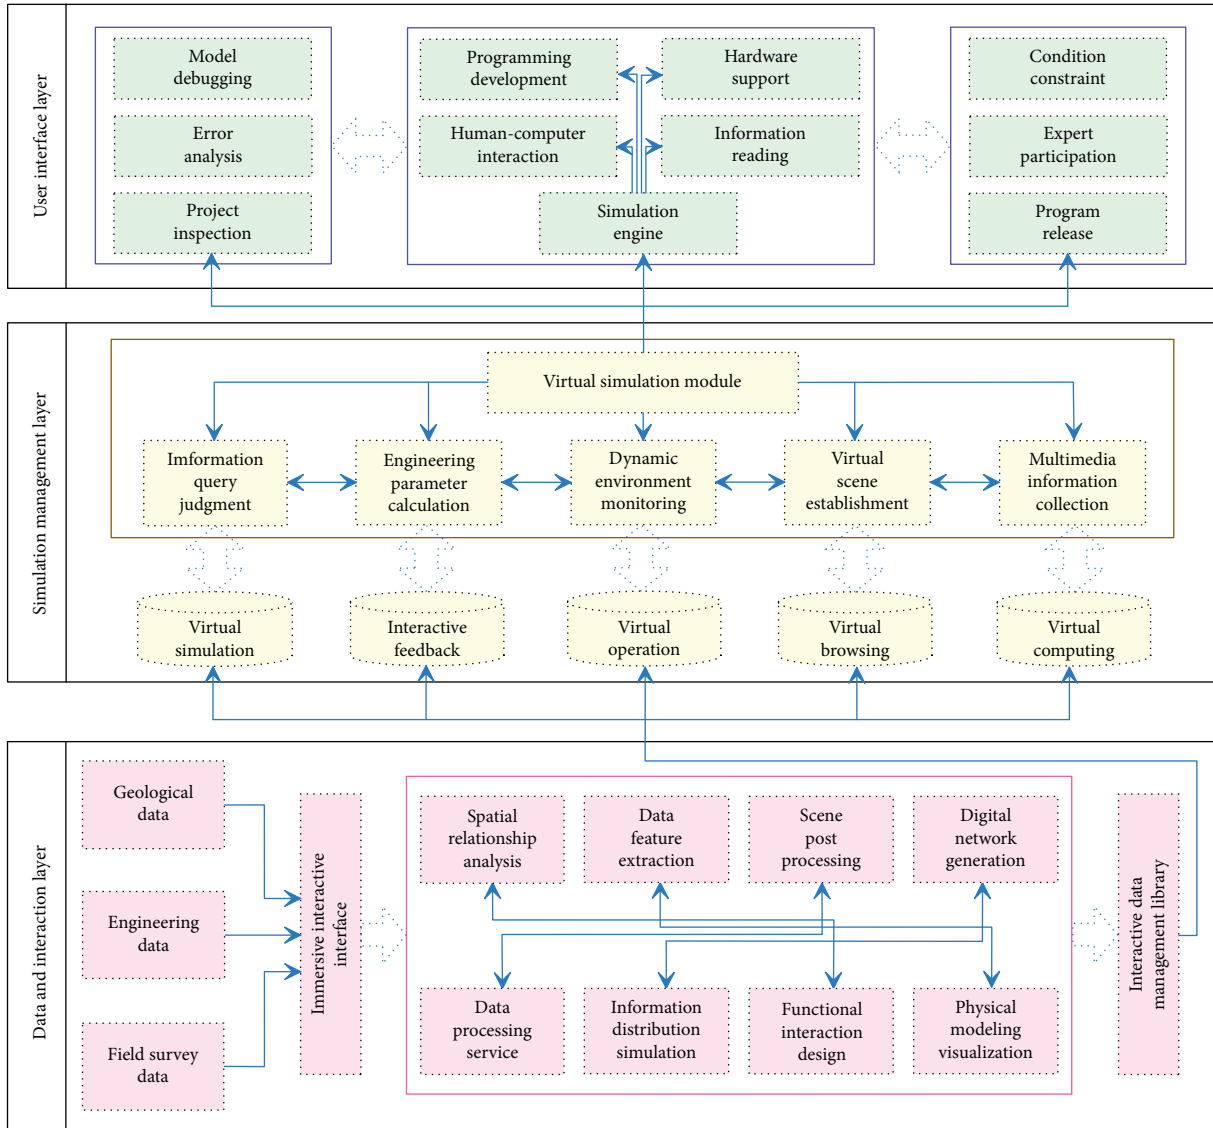 User interface layer
Model
debugging
Error
analysis
Project
inspection
Programming
development
Hardware
support
Human-computer
interaction
Information
reading
Simulation
engine
Condition
constraint
Expert
participation
Program
release
Simulation management layer
Virtual simulation module
Imformation
query
judgment
Engineering
parameter
calculation
Dynamic
environment
monitoring
Virtual
scene
establishment
Multimedia
information
collection
Virtual
simulation
Interactive
feedback
Virtual
operation
Virtual
browsing
Virtual
computing
Data and interaction layer
Geological
data
Engineering
data
Field survey
data
Immersive interactive
interface
Spatial
relationship
analysis
Data
feature
extraction
Scene
post
processing
Digital
network
generation
Data
processing
service
Information
distribution
simulation
Functional
interaction
design
Physical
modeling
visualization
Interactive data
management library